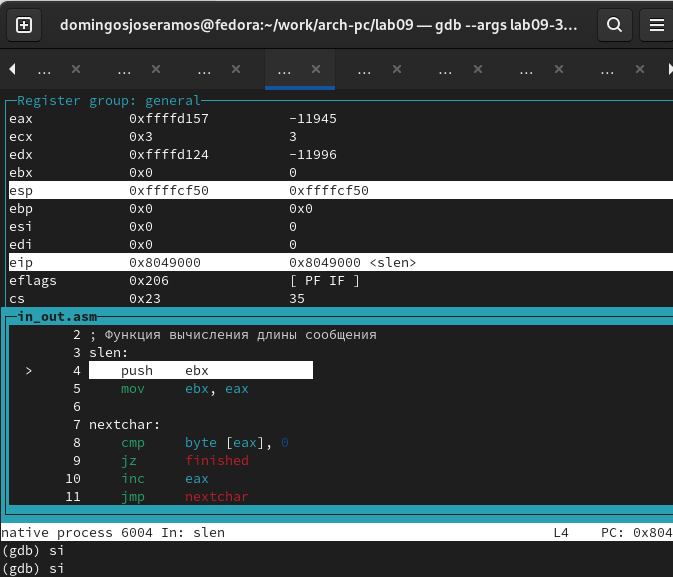 domingosjoseramos@fedora:~/work/arch-pc/lab09 — gdb --args lab09-3…
... × ... × ... × ... × ... × ... × ... × ... ×
Register group: general
eax 0xffffd157 -11945
ecx 0x3 3
edx 0xffffd124 -11996
ebx 0x0 0
esp 0xffffcf50 0xffffcf50
ebp 0x0 0x0
esi 0x0 0
edi 0x0 0
eip 0x8049000 0x8049000 <slen>
eflags 0x206 [ PF IF ]
cs 0x23 35
in_out.asm
2 ; Функция вычисления длины сообщения
3 slen:
> 4 push ebx
5 mov ebx, eax
6
7 nextchar:
8 cmp byte [eax], 0
9 jz finished
10 inc eax
11 jmp nextchar
native process 6004 In: slen L4 PC: 0x804
(gdb) si
(gdb) si